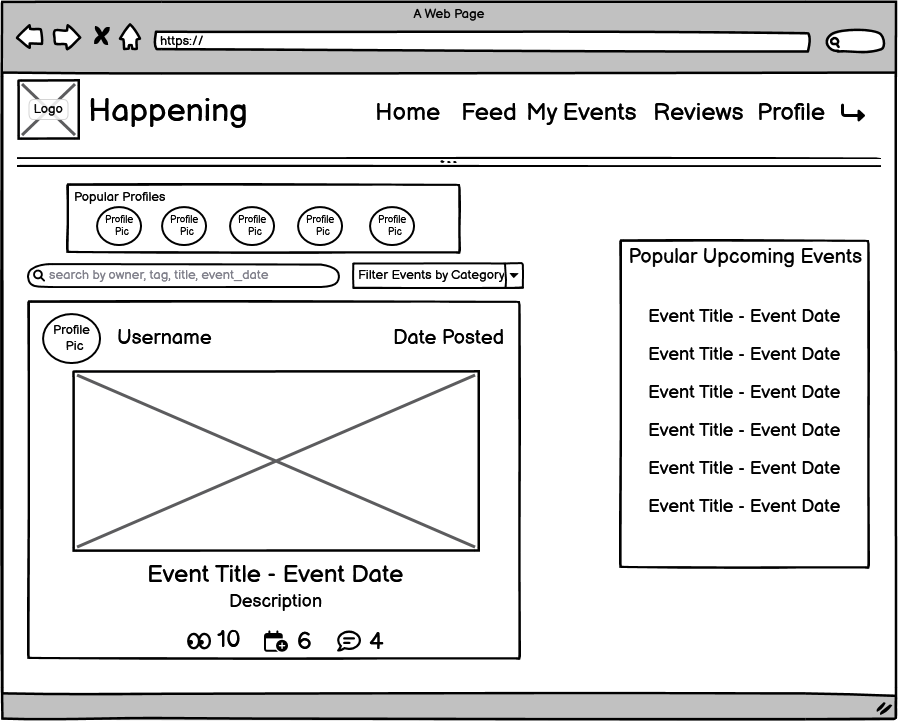 A Web Page
https://
Logo
Happening
Home Feed My Events Reviews Profile
Popular Profiles
Profile Pic
Profile Pic
Profile Pic
Profile Pic
Profile Pic
search by owner, tag, title, event_date
Filter Events by Category
Profile
Pic
Username
Date Posted
Event Title - Event Date
Description
10 6 4
Popular Upcoming Events
Event Title - Event Date
Event Title - Event Date
Event Title - Event Date
Event Title - Event Date
Event Title - Event Date
Event Title - Event Date